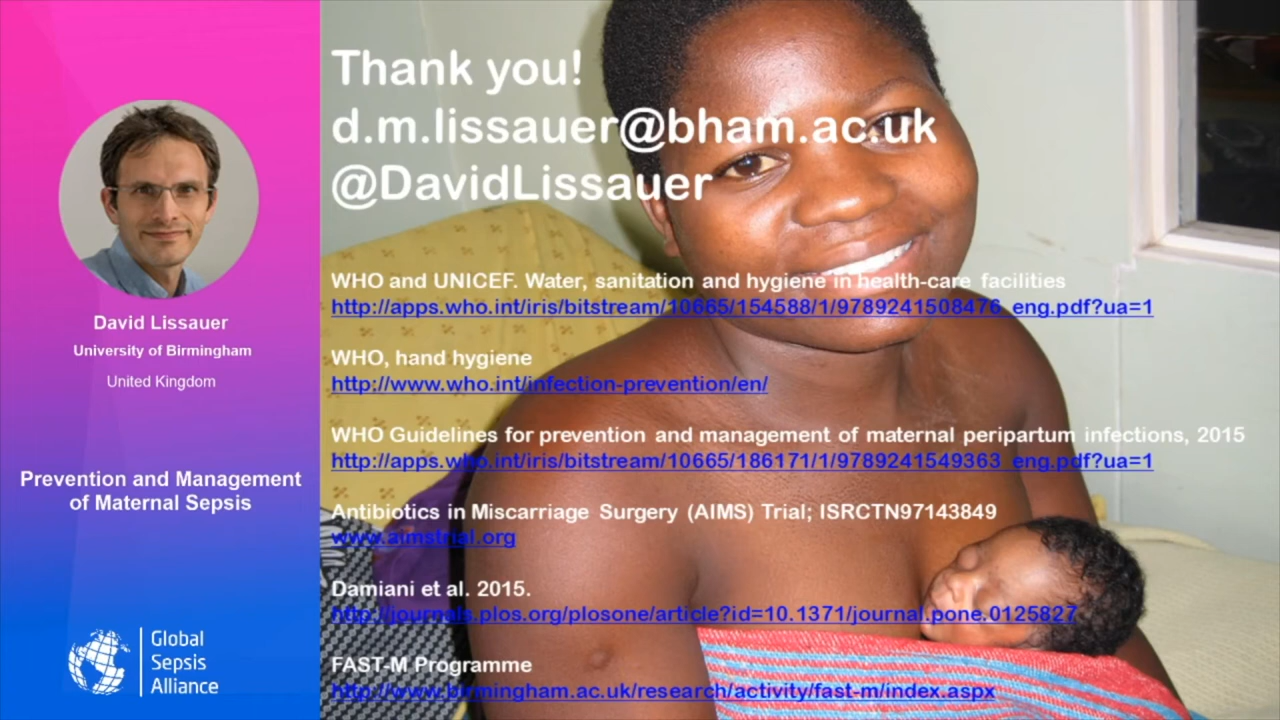 David Lissauer
University of Birmingham
United Kingdom
Prevention and Management
of Maternal Sepsis
Global
Sepsis
Alliance
Thank you!
d.m.lissauer@bham.ac.uk
@DavidLissauer
WHO and UNICEF. Water, sanitation and hygiene in health-care facilities
http://apps.who.int/iris/bitstream/10665/154588/1/9789241508476_eng.pdf?ua=1
WHO, hand hygiene
http://www.who.int/infection-prevention/en/
WHO Guidelines for prevention and management of maternal peripartum infections, 2015
http://apps.who.int/iris/bitstream/10665/186171/1/9789241549363_eng.pdf?ua=1
Antibiotics in Miscarriage Surgery (AIMS) Trial; ISRCTN97143849
www.aimstrial.org
Damiani et al. 2015.
http://journals.plos.org/plosone/article?id=10.1371/journal.pone.0125827
FAST-M Programme
http://www.birmingham.ac.uk/research/activity/fast-m/index.aspx